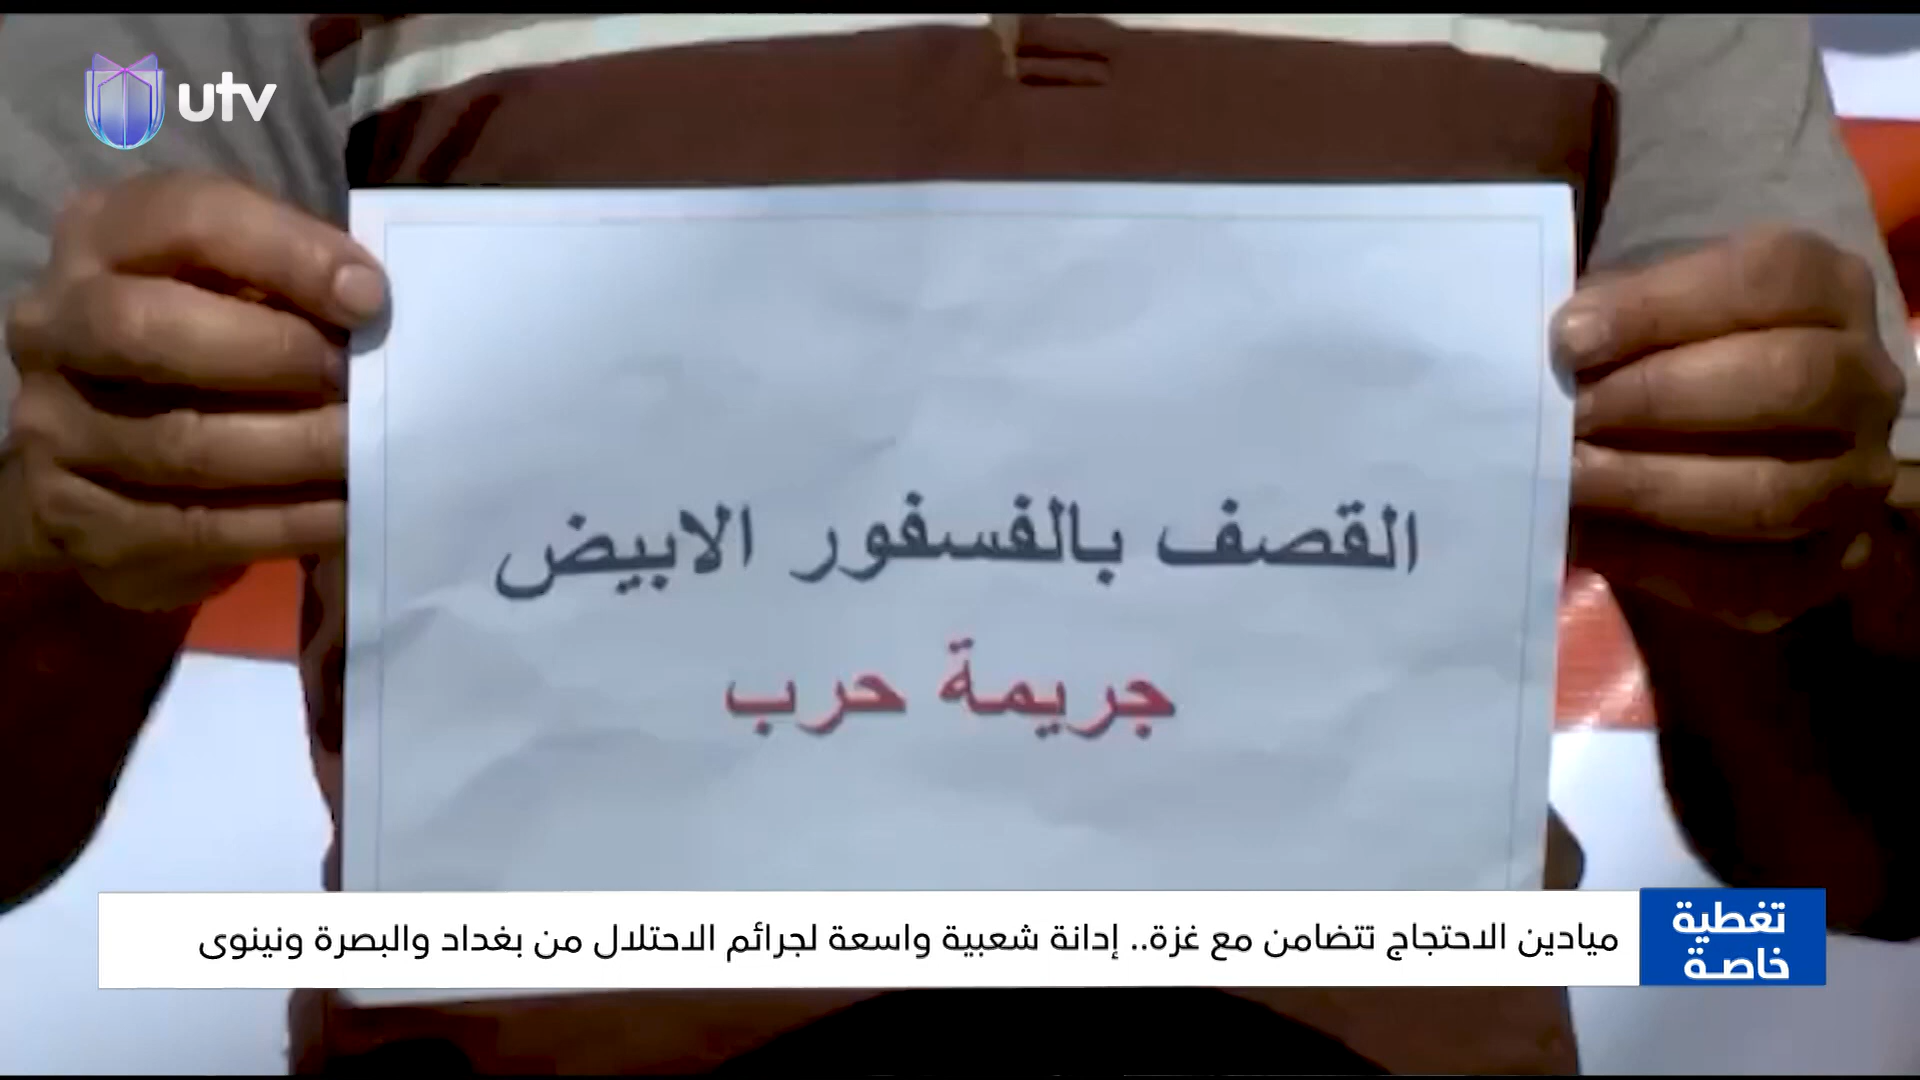 utv
القصف بالفسفور الابيض
جريمة حرب
تغطية خاصة
ميادين الاحتجاج تتضامن مع غزة.. إدانة شعبية واسعة لجرائم الاحتلال من بغداد والبصرة ونينوى